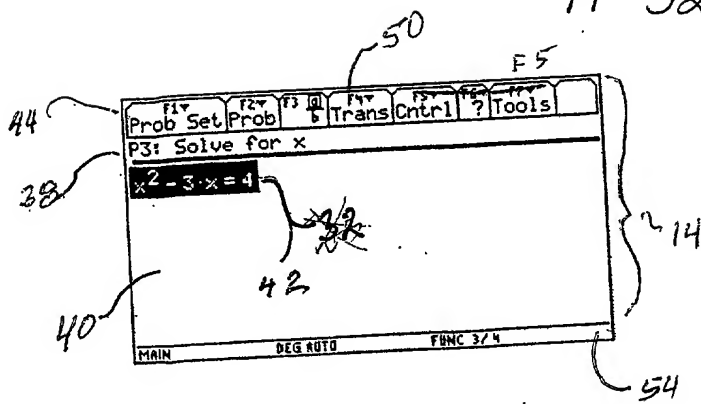 50
F5
44
F1 F2 F3 a/b F4 F5 F6 F7
Prob Set Prob Trans Cntrl ? Tools
38
P3: Solve for x
x² - 3·x = 4
14
42
40
MAIN DEG AUTO FUNC 3/4
54